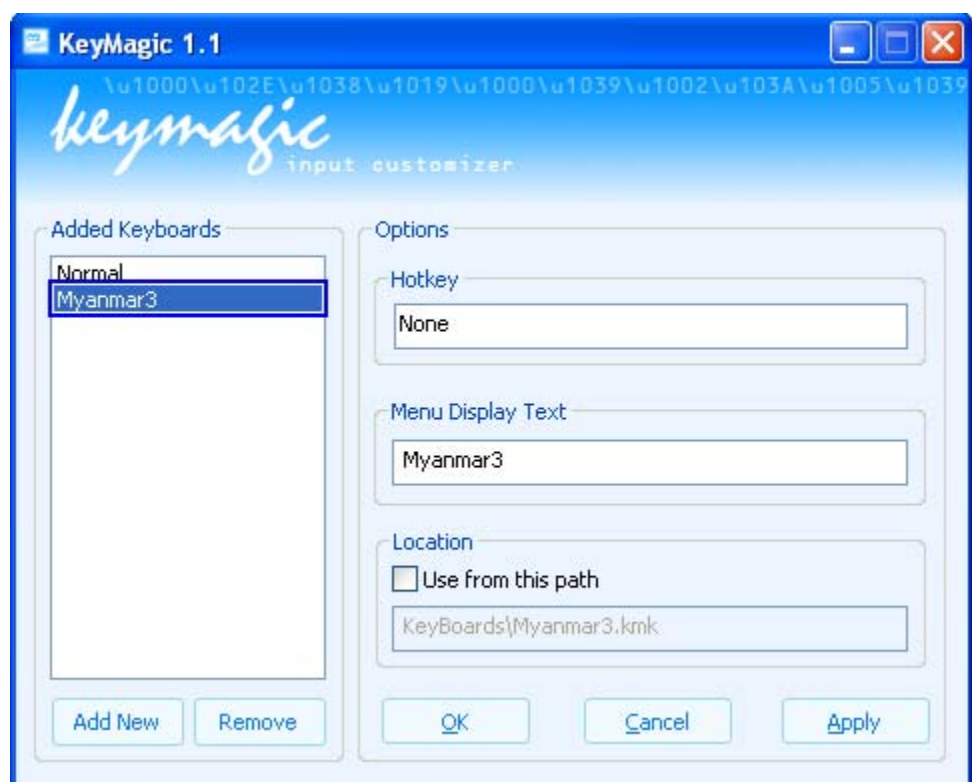 KeyMagic 1.1
\u1000\u102E\u1038\u1019\u1000\u1039\u1002\u103A\u1005\u1039
keymagic
input customizer
Added Keyboards
Normal
Myanmar3
Add New
Remove
Options
Hotkey
None
Menu Display Text
Myanmar3
Location
Use from this path
KeyBoards\Myanmar3.kmk
OK
Cancel
Apply